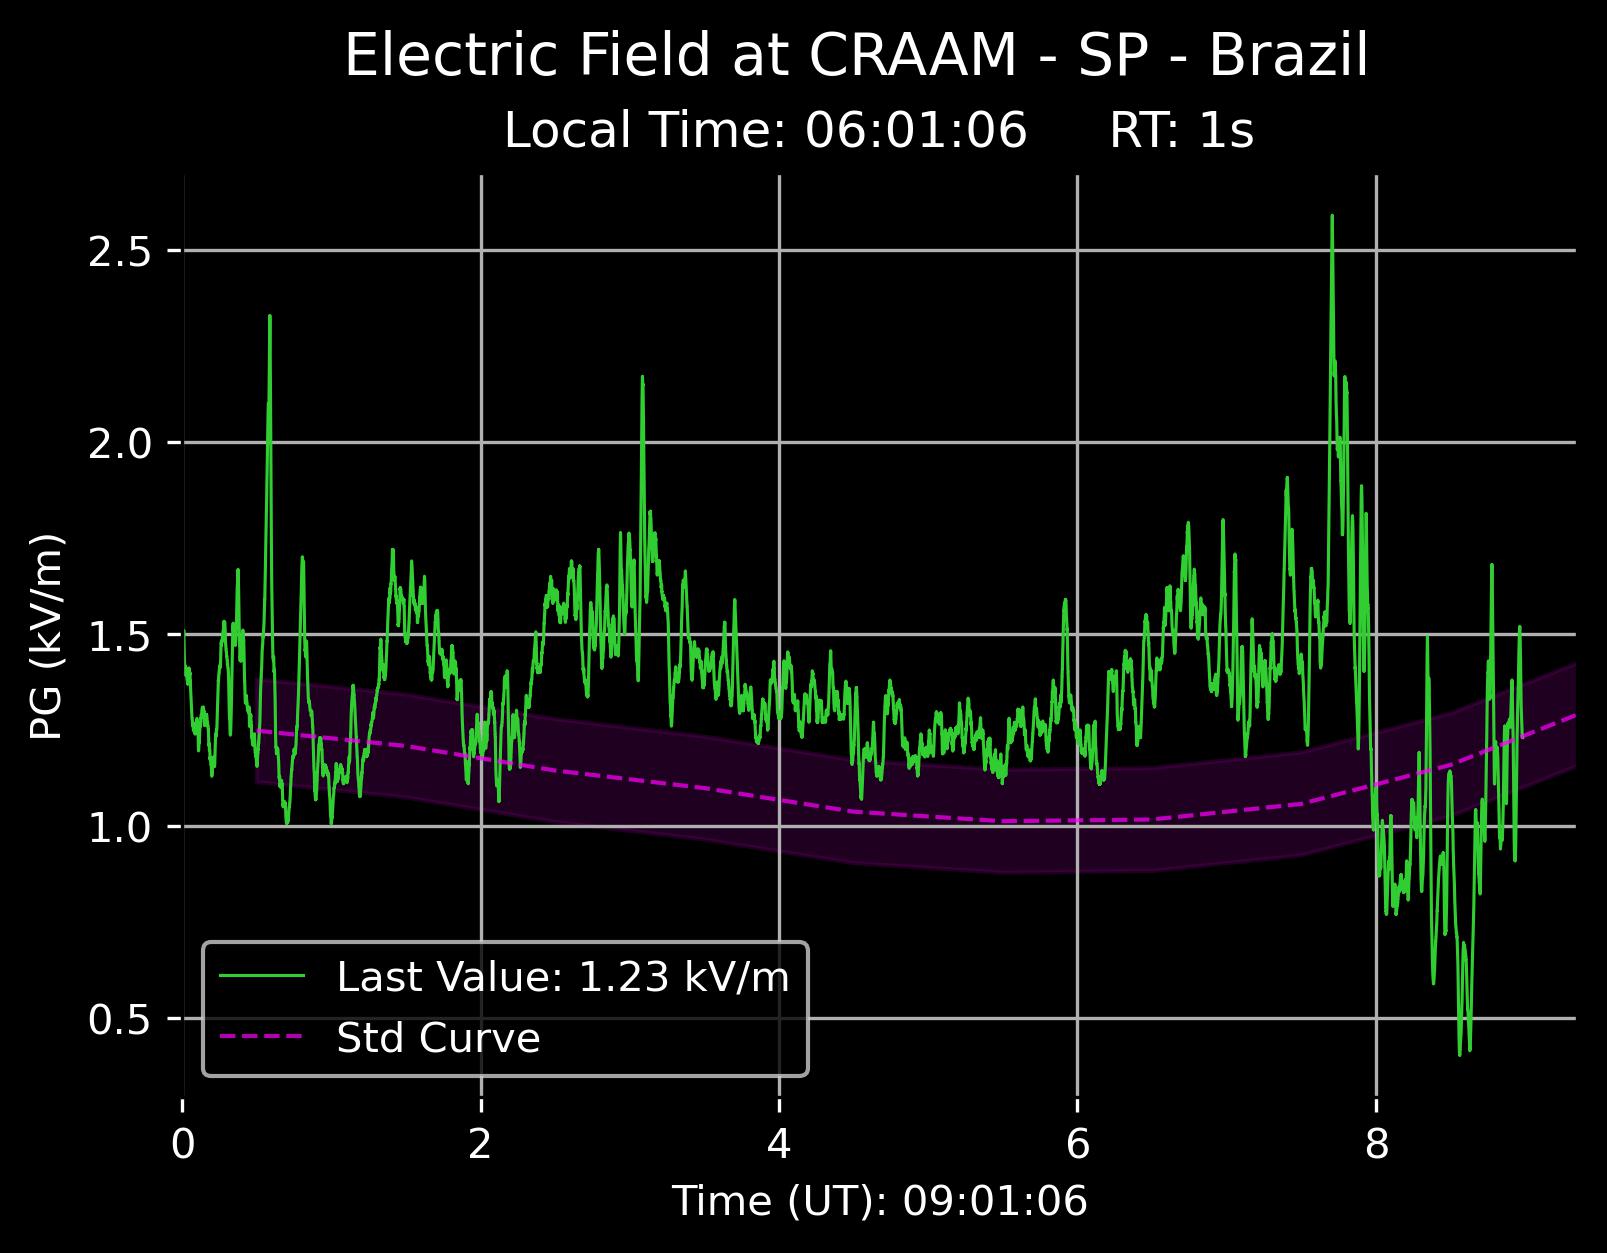 Electric Field at CRAAM - SP - Brazil
Local Time: 06:01:06 RT: 1s
PG (kV/m)
2.5
2.0
1.5
1.0
0.5
Last Value: 1.23 kV/m
Std Curve
0 2 4 6 8
Time (UT): 09:01:06